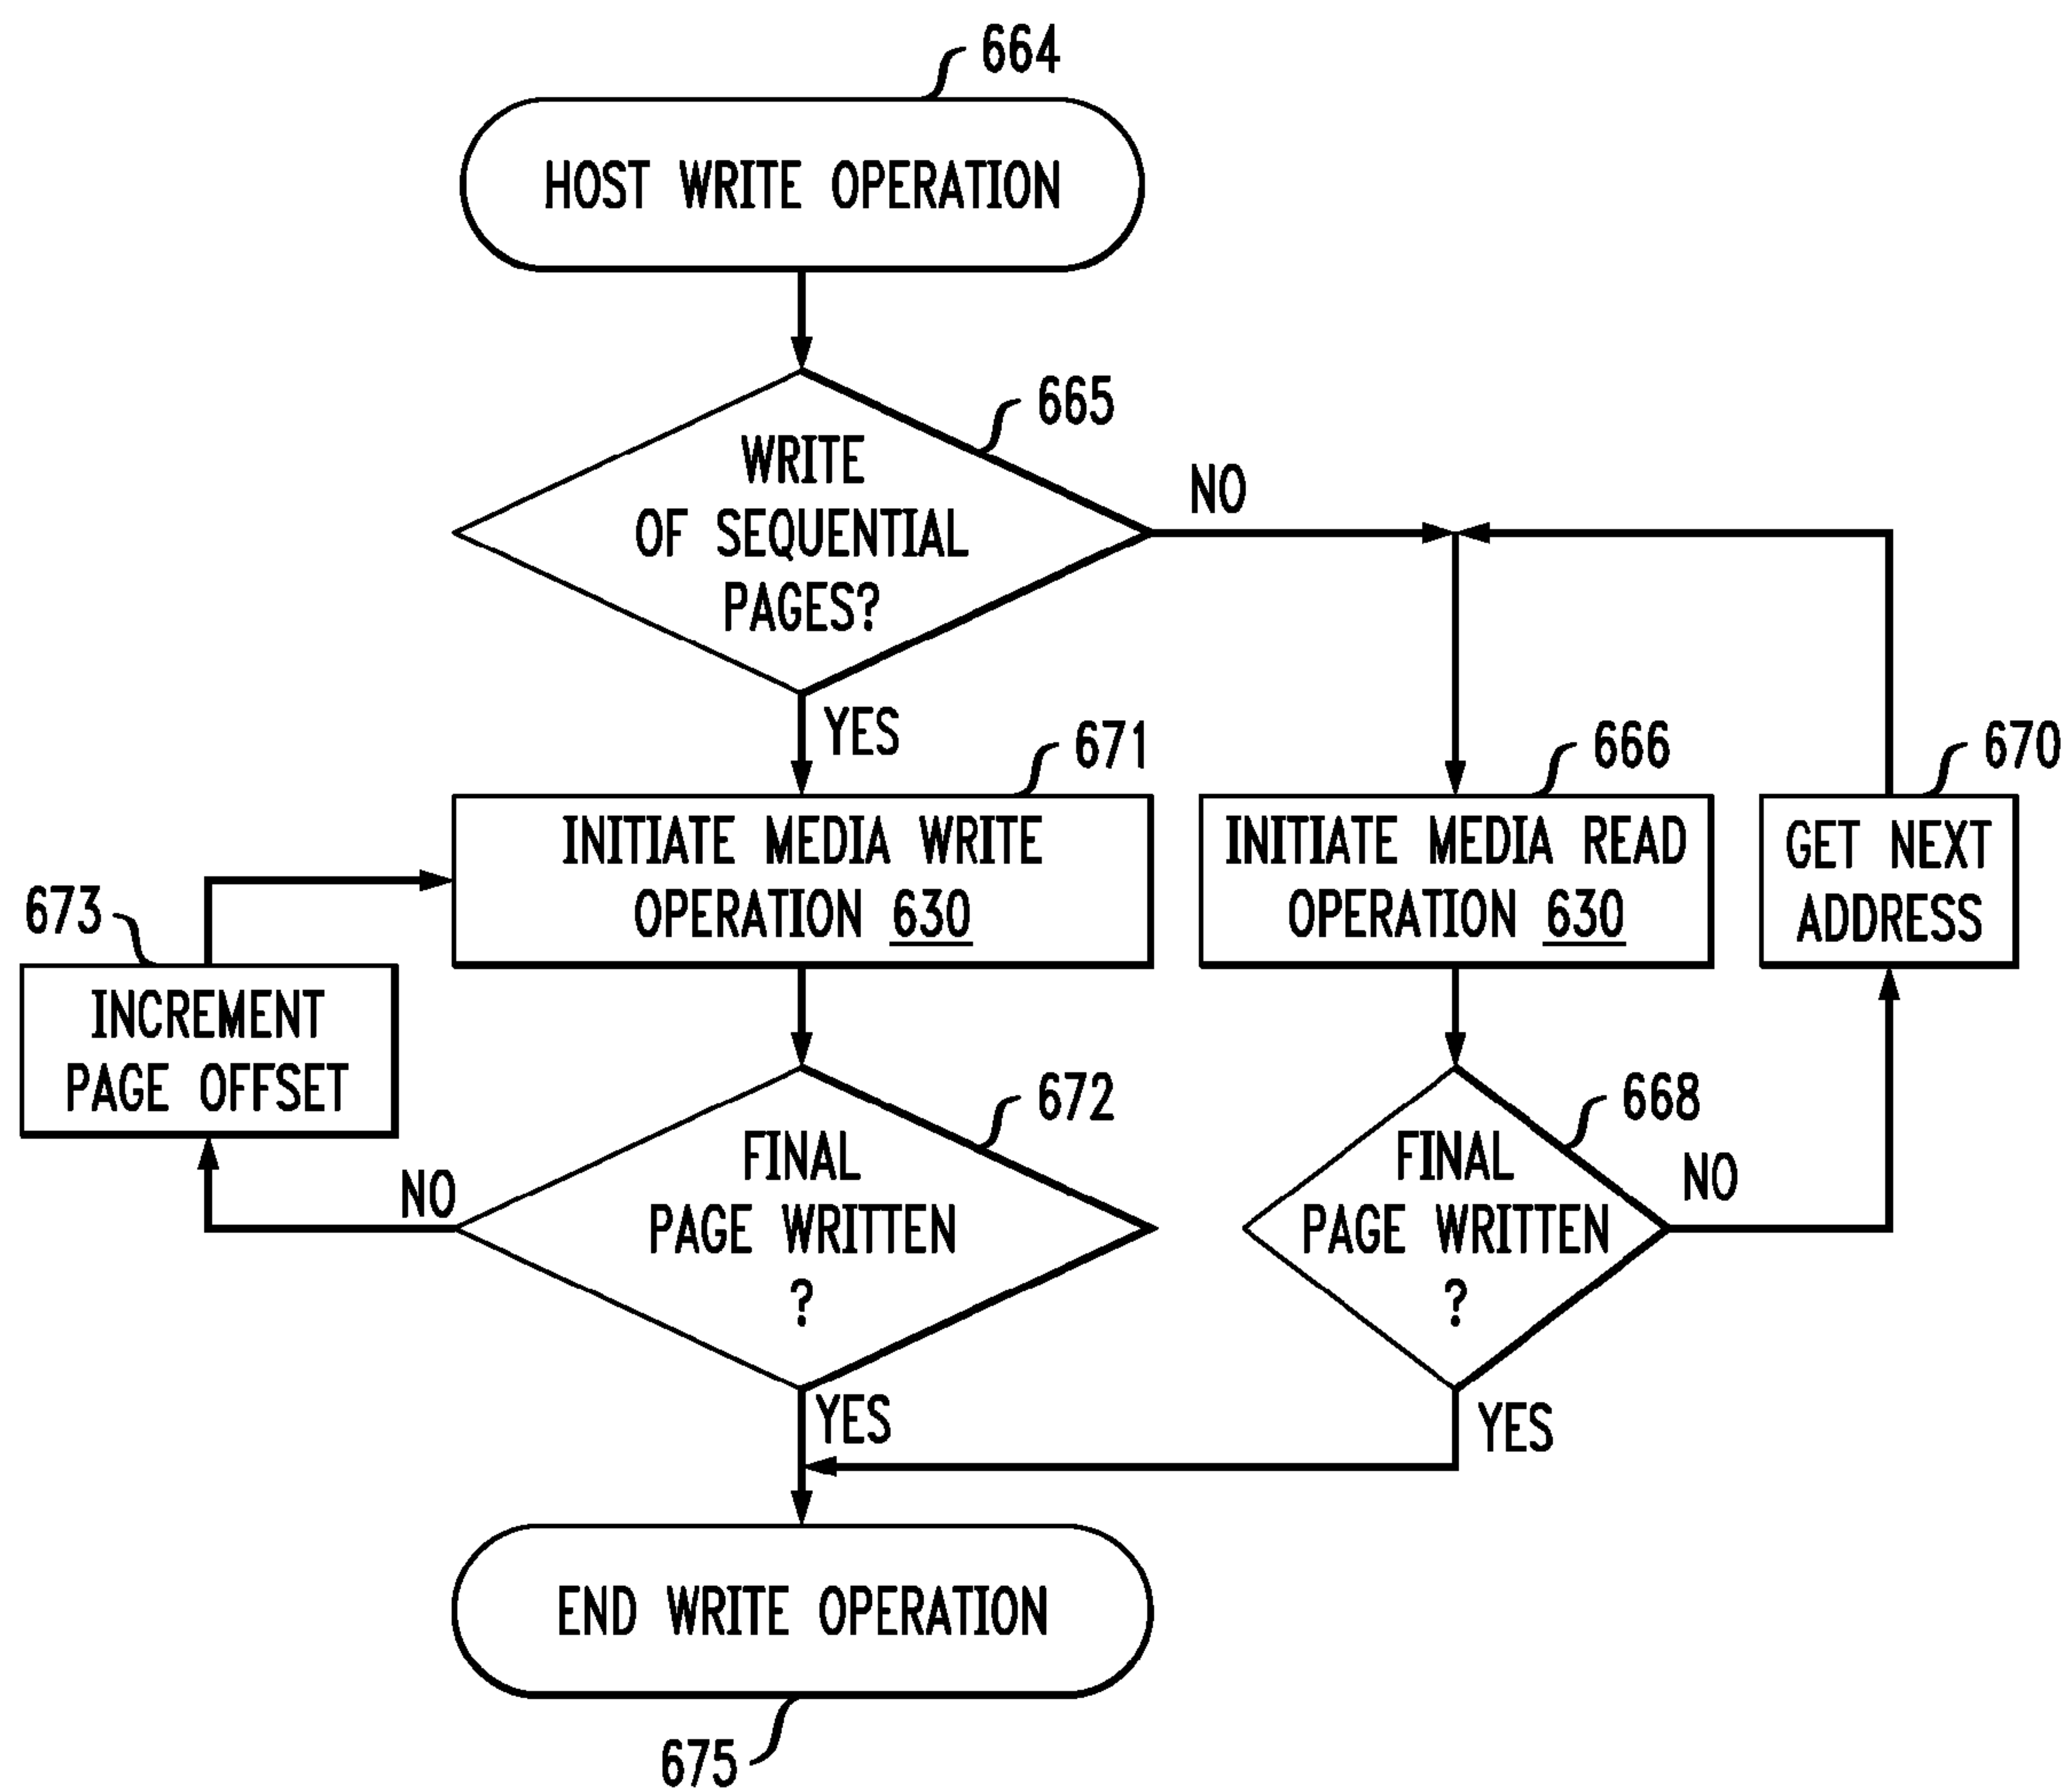 664
HOST WRITE OPERATION
665
WRITE
OF SEQUENTIAL
PAGES?
NO
YES
671
INITIATE MEDIA WRITE
OPERATION 630
666
INITIATE MEDIA READ
OPERATION 630
670
GET NEXT
ADDRESS
673
INCREMENT
PAGE OFFSET
672
FINAL
PAGE WRITTEN
?
NO
YES
668
FINAL
PAGE WRITTEN
?
NO
YES
END WRITE OPERATION
675